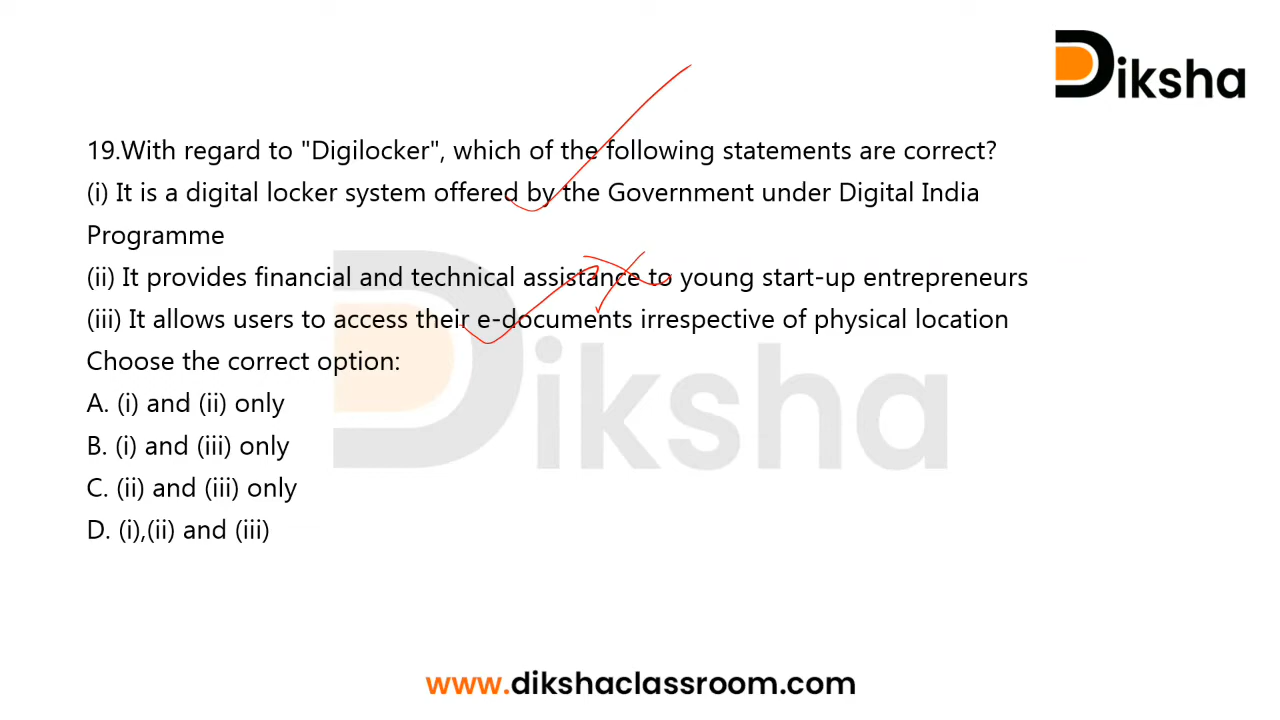 Diksha
19.With regard to "Digilocker", which of the following statements are correct?
(i) It is a digital locker system offered by the Government under Digital India
Programme
(ii) It provides financial and technical assistance to young start-up entrepreneurs
(iii) It allows users to access their e-documents irrespective of physical location
Choose the correct option:
A. (i) and (ii) only
B. (i) and (iii) only
C. (ii) and (iii) only
D. (i),(ii) and (iii)
Diksha
www.dikshaclassroom.com